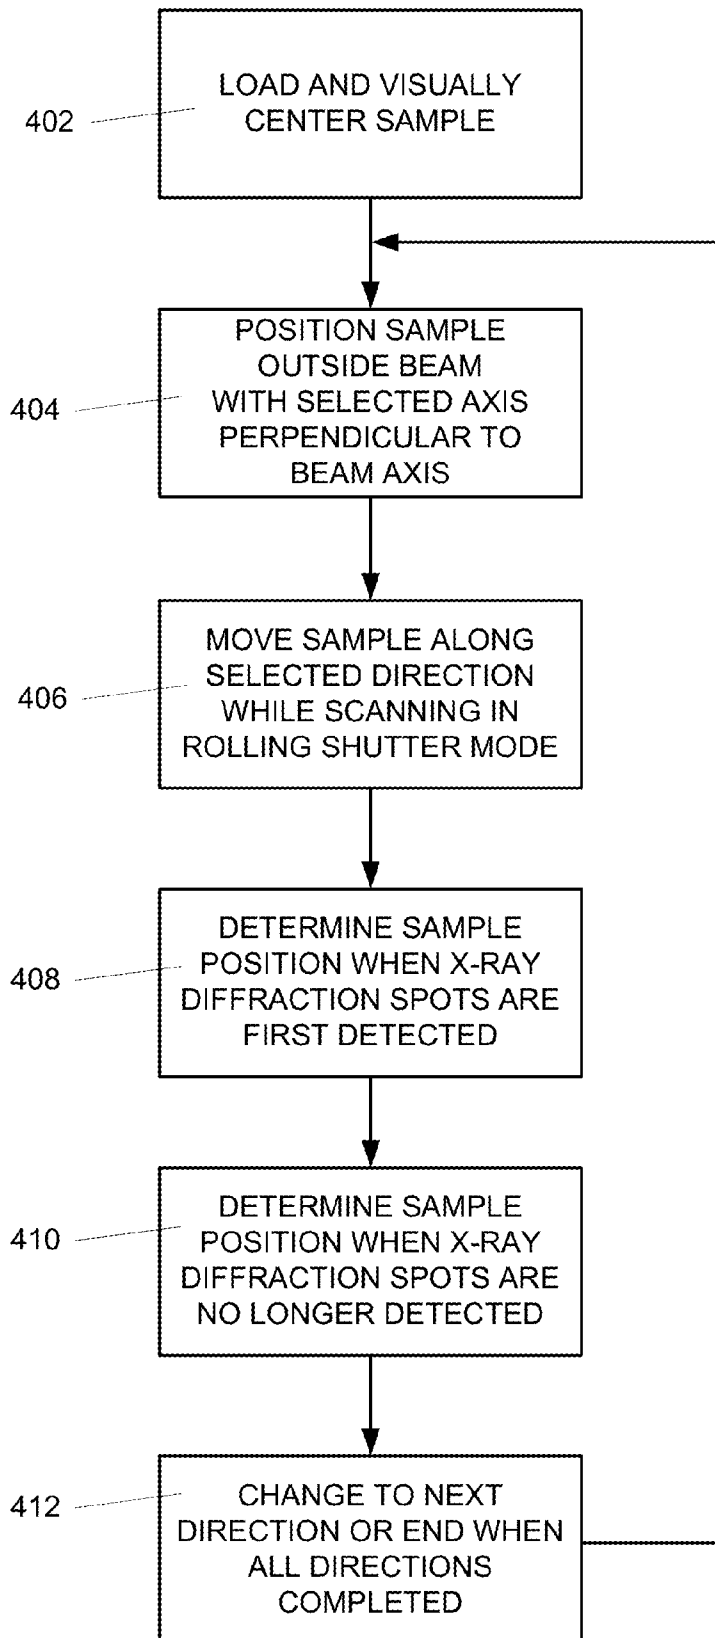 402
LOAD AND VISUALLY
CENTER SAMPLE
404
POSITION SAMPLE
OUTSIDE BEAM
WITH SELECTED AXIS
PERPENDICULAR TO
BEAM AXIS
406
MOVE SAMPLE ALONG
SELECTED DIRECTION
WHILE SCANNING IN
ROLLING SHUTTER MODE
408
DETERMINE SAMPLE
POSITION WHEN X-RAY
DIFFRACTION SPOTS ARE
FIRST DETECTED
410
DETERMINE SAMPLE
POSITION WHEN X-RAY
DIFFRACTION SPOTS ARE
NO LONGER DETECTED
412
CHANGE TO NEXT
DIRECTION OR END WHEN
ALL DIRECTIONS
COMPLETED